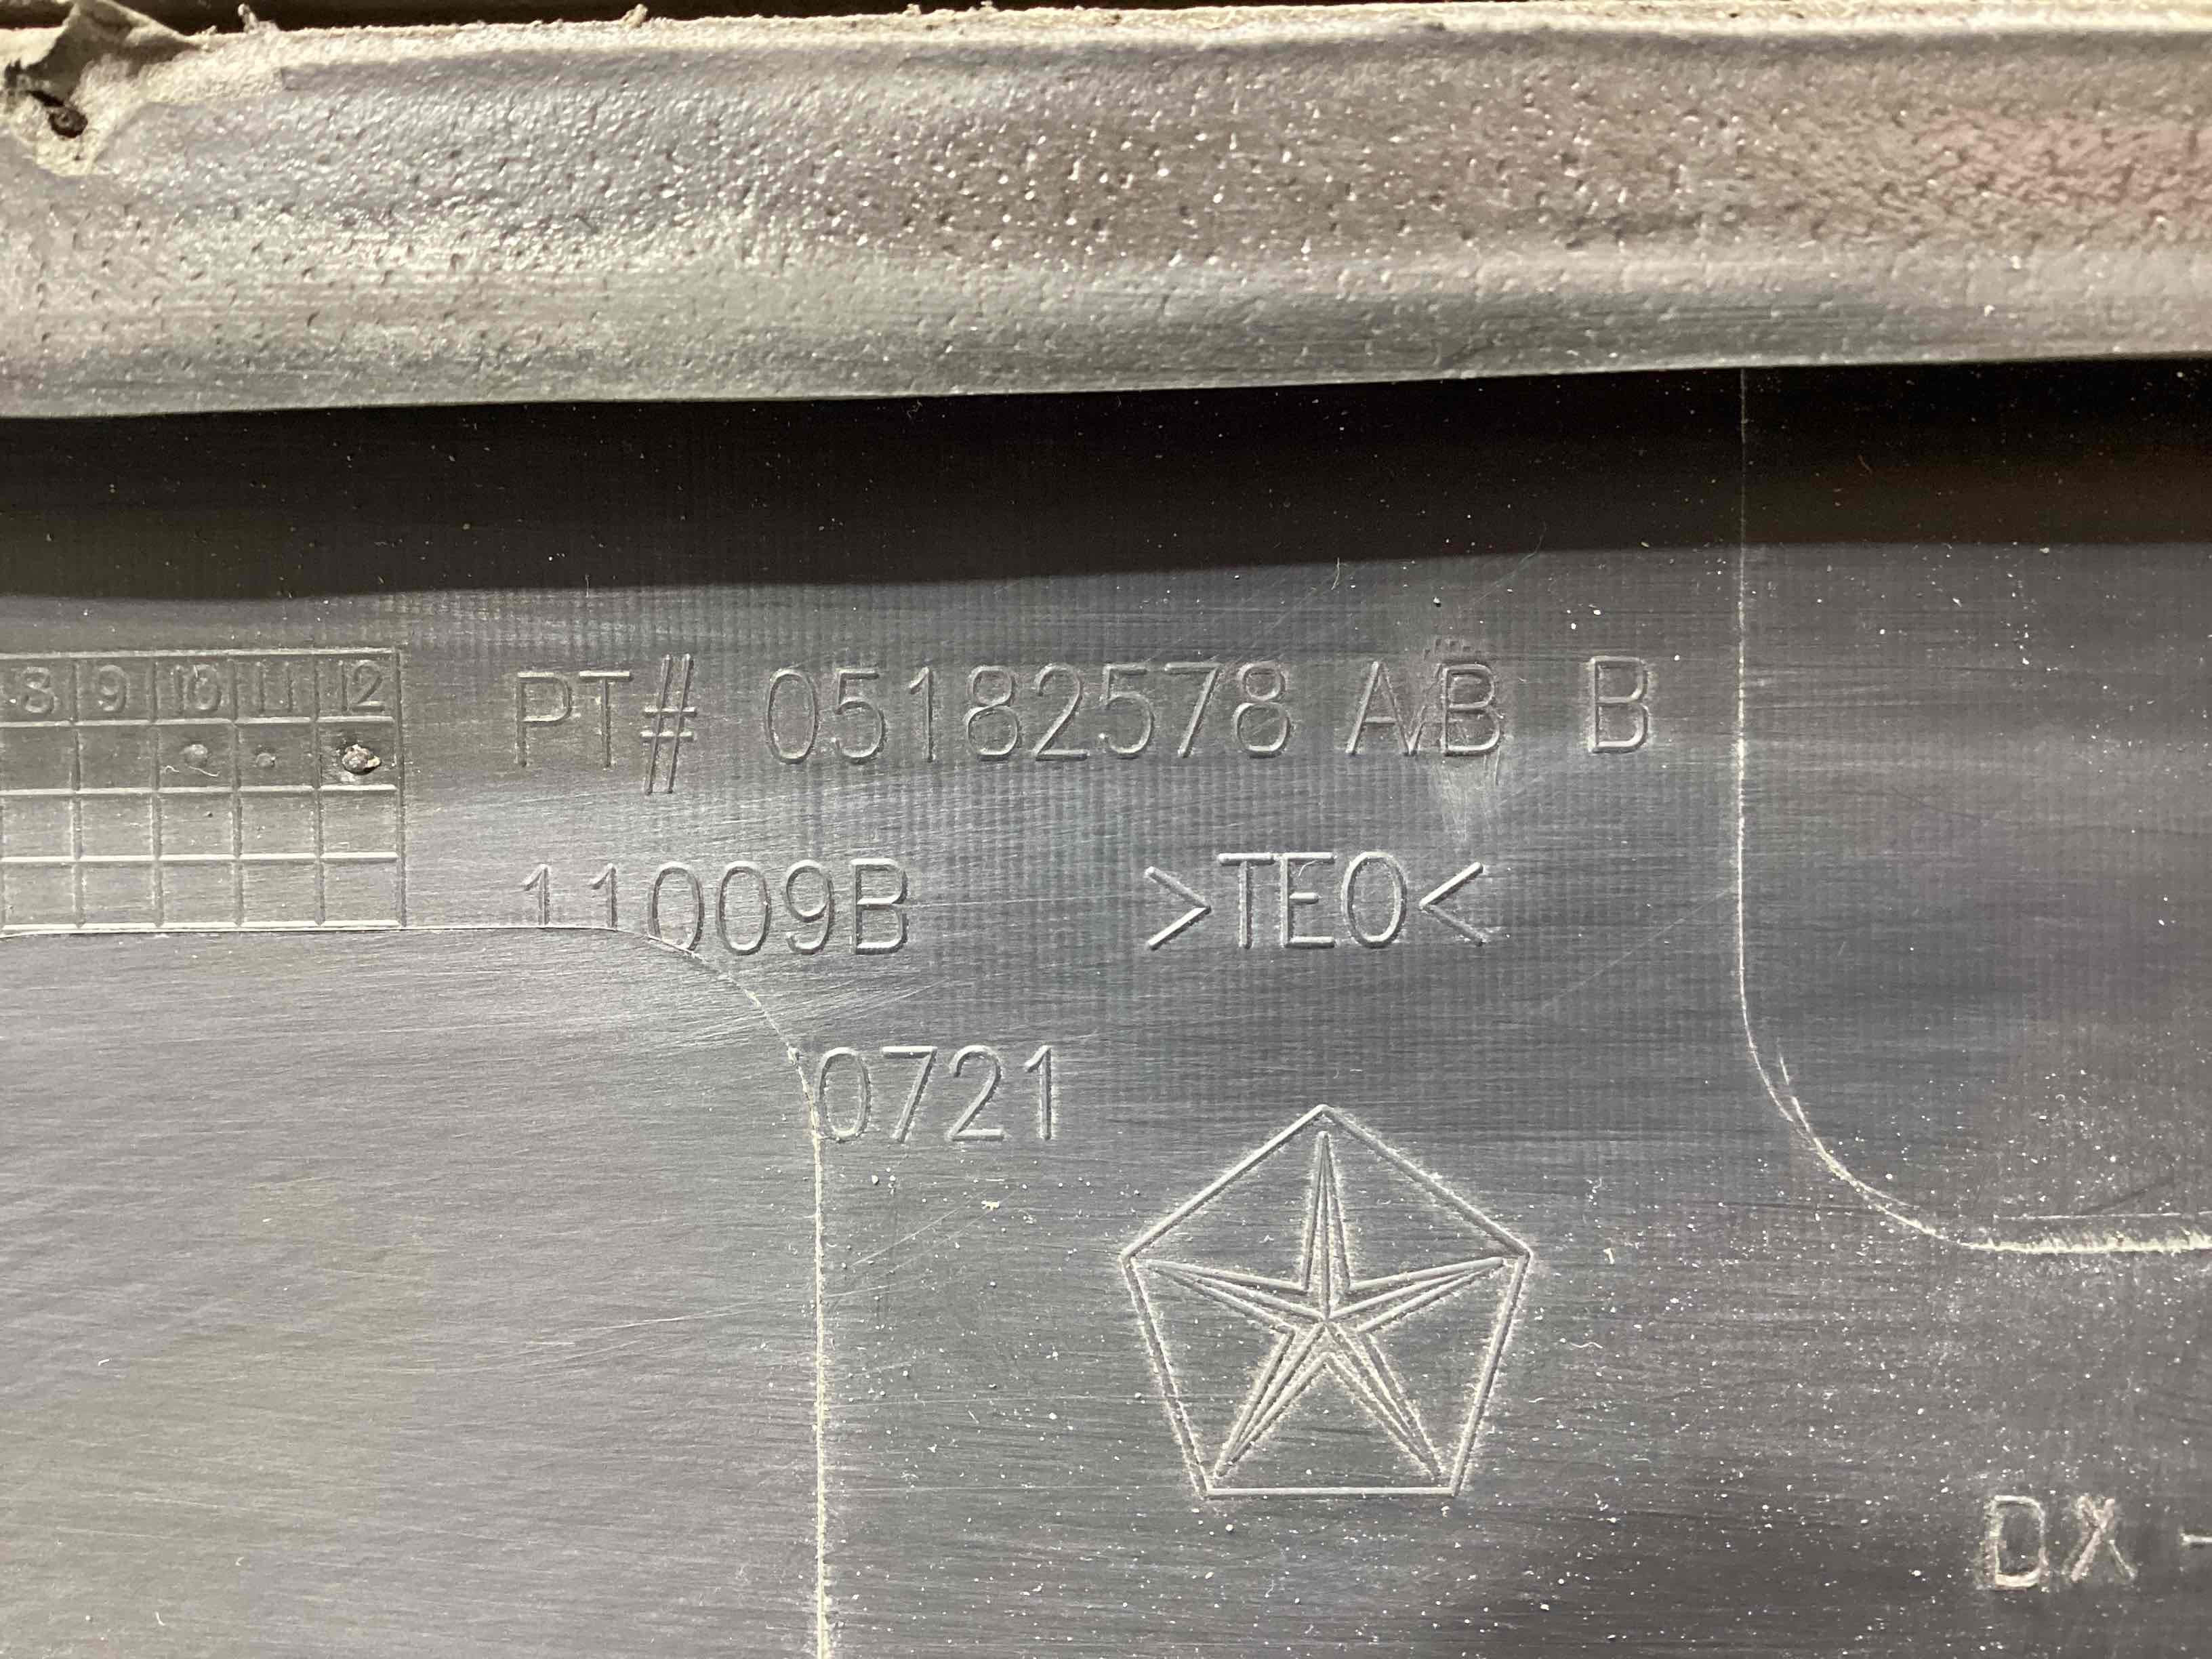 8 9 10 11 12
PT# 05182578 AB B
11009B >TEO<
0721
DX -